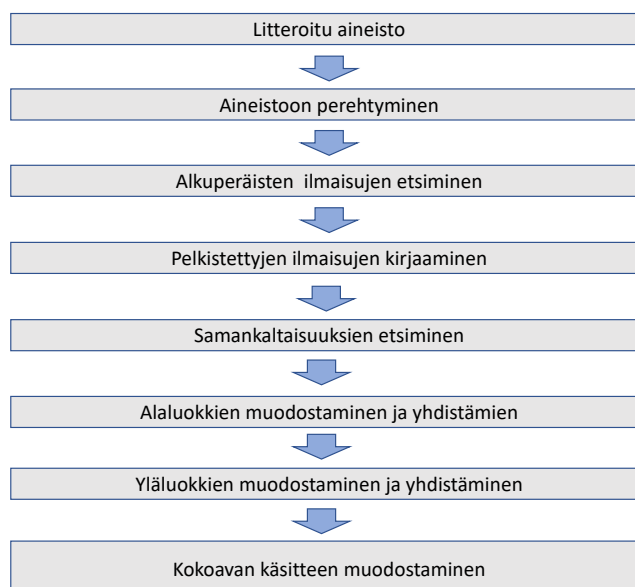 Litteroitu aineisto
Aineistoon perehtyminen
Alkuperäisten ilmaisujen etsiminen
Pelkistettyjen ilmaisujen kirjaaminen
Samankaltaisuuksien etsiminen
Alaluokkien muodostaminen ja yhdistämien
Yläluokkien muodostaminen ja yhdistäminen
Kokoavan käsitteen muodostaminen